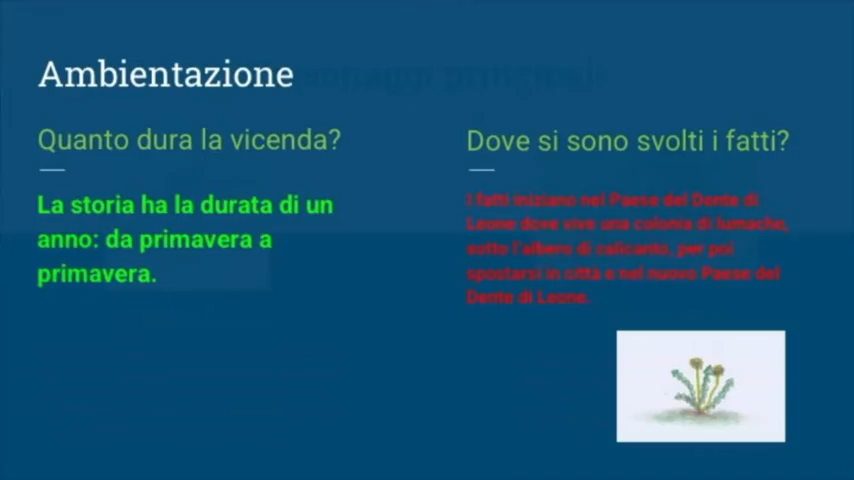 Ambientazione
Quanto dura la vicenda?
La storia ha la durata di un
anno: da primavera a
primavera.
Dove si sono svolti i fatti?
I fatti iniziano nel Paese del Dente di
Leone dove vive una colonia di lumache,
sotto l'albero di calicanto, per poi
spostarsi in città e nel nuovo Paese del
Dente di Leone.